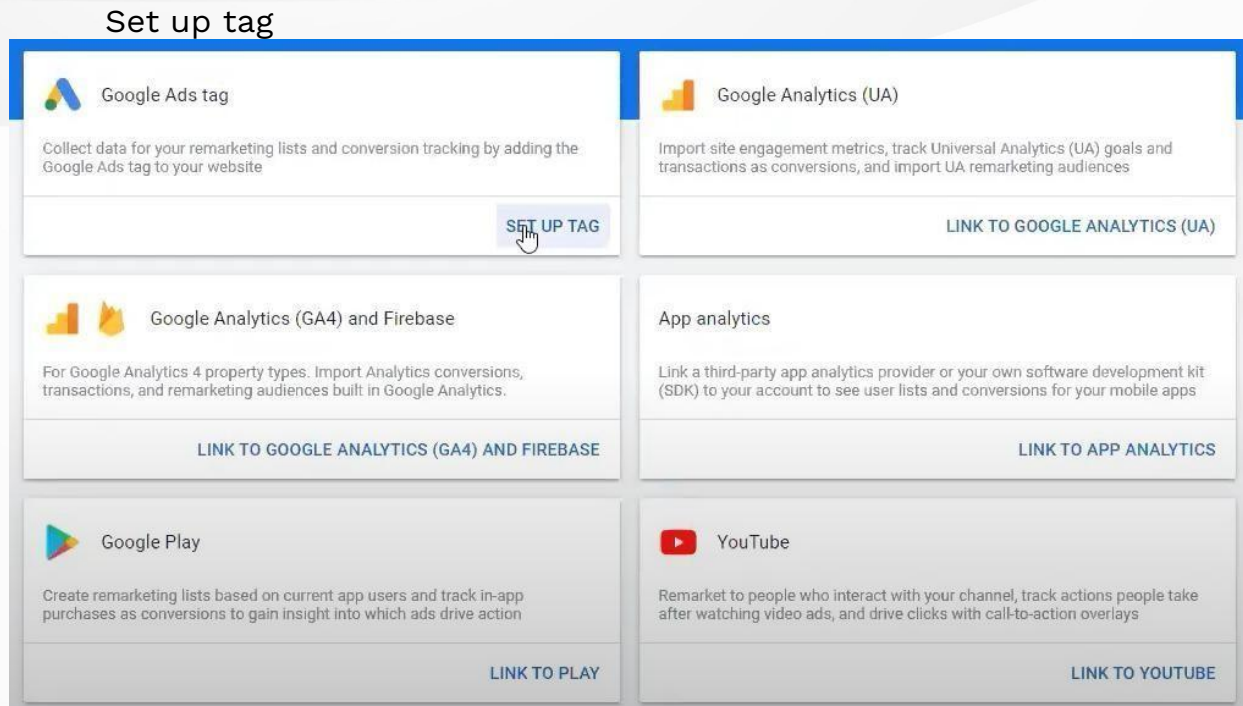 Set up tag
Google Ads tag
Collect data for your remarketing lists and conversion tracking by adding the
Google Ads tag to your website
SET UP TAG
Google Analytics (UA)
Import site engagement metrics, track Universal Analytics (UA) goals and
transactions as conversions, and import UA remarketing audiences
LINK TO GOOGLE ANALYTICS (UA)
Google Analytics (GA4) and Firebase
For Google Analytics 4 property types. Import Analytics conversions,
transactions, and remarketing audiences built in Google Analytics.
LINK TO GOOGLE ANALYTICS (GA4) AND FIREBASE
App analytics
Link a third-party app analytics provider or your own software development kit
(SDK) to your account to see user lists and conversions for your mobile apps
LINK TO APP ANALYTICS
Google Play
Create remarketing lists based on current app users and track in-app
purchases as conversions to gain insight into which ads drive action
LINK TO PLAY
YouTube
Remarket to people who interact with your channel, track actions people take
after watching video ads, and drive clicks with call-to-action overlays
LINK TO YOUTUBE